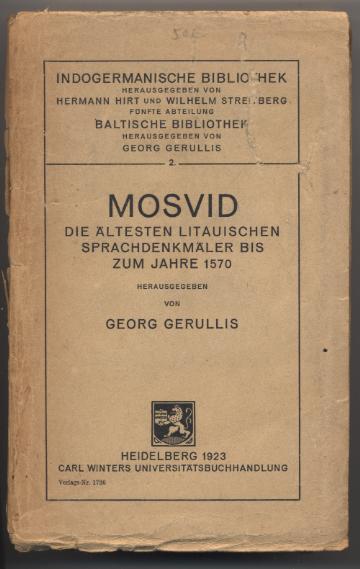 50E
INDOGERMANISCHE BIBLIOTHEK
HERAUSGEGEBEN VON
HERMANN HIRT UND WILHELM STREITBERG
FÜNFTE ABTEILUNG
BALTISCHE BIBLIOTHEK
HERAUSGEGEBEN VON
GEORG GERULLIS
2.
MOSVID
DIE ÄLTESTEN LITAUISCHEN
SPRACHDENKMÄLER BIS
ZUM JAHRE 1570
HERAUSGEGEBEN
VON
GEORG GERULLIS
HEIDELBERG 1923
CARL WINTERS UNIVERSITÄTSBUCHHANDLUNG
Verlags-Nr. 1736